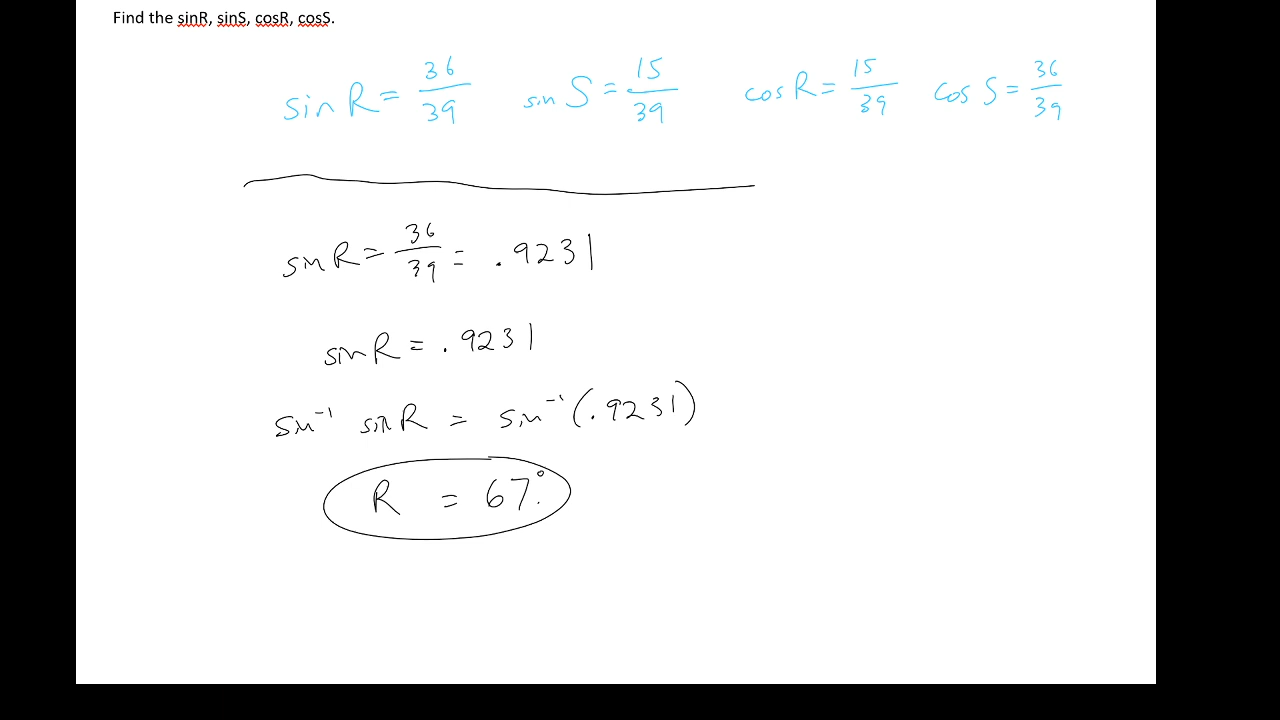 Find the sinR, sinS, cosR, cosS.
sin R = 36/39 sin S = 15/39 cos R = 15/39 cos S = 36/39
sin R = 36/39 = .9231
sin R = .9231
sin⁻¹ sin R = sin⁻¹ (.9231)
R = 67°.